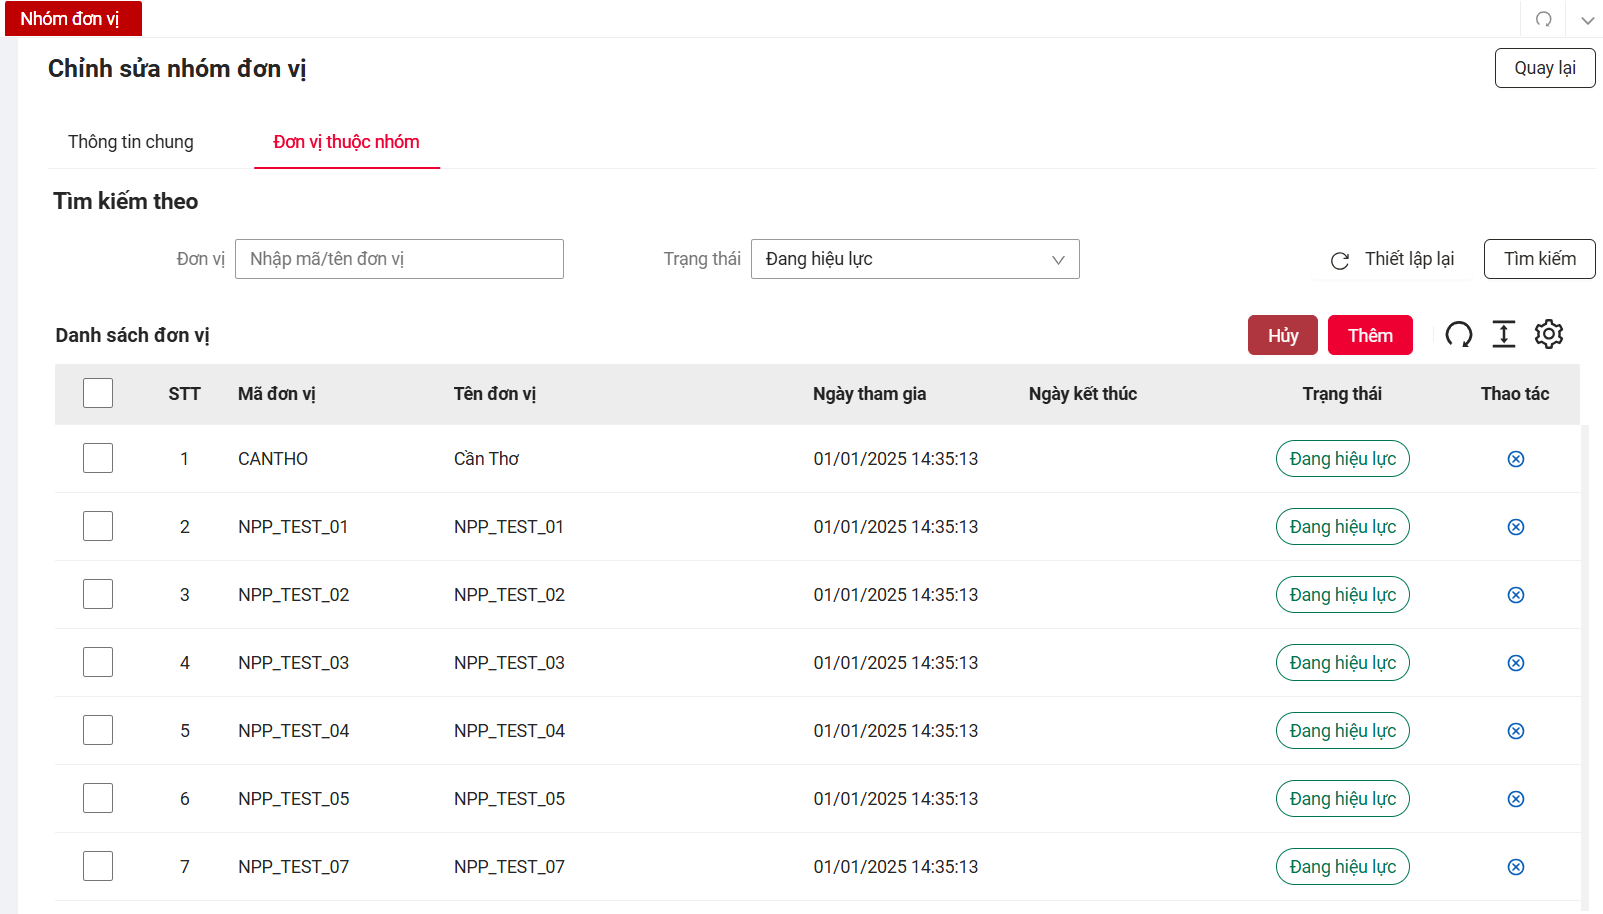 Nhóm đơn vị
Chỉnh sửa nhóm đơn vị
Quay lại
Thông tin chung
Đơn vị thuộc nhóm
Tìm kiếm theo
Đơn vị
Nhập mã/tên đơn vị
Trạng thái
Đang hiệu lực
Thiết lập lại
Tìm kiếm
Danh sách đơn vị
Hủy
Thêm
STT Mã đơn vị Tên đơn vị Ngày tham gia Ngày kết thúc Trạng thái Thao tác
1 CANTHO Cần Thơ 01/01/2025 14:35:13 Đang hiệu lực
2 NPP_TEST_01 NPP_TEST_01 01/01/2025 14:35:13 Đang hiệu lực
3 NPP_TEST_02 NPP_TEST_02 01/01/2025 14:35:13 Đang hiệu lực
4 NPP_TEST_03 NPP_TEST_03 01/01/2025 14:35:13 Đang hiệu lực
5 NPP_TEST_04 NPP_TEST_04 01/01/2025 14:35:13 Đang hiệu lực
6 NPP_TEST_05 NPP_TEST_05 01/01/2025 14:35:13 Đang hiệu lực
7 NPP_TEST_07 NPP_TEST_07 01/01/2025 14:35:13 Đang hiệu lực